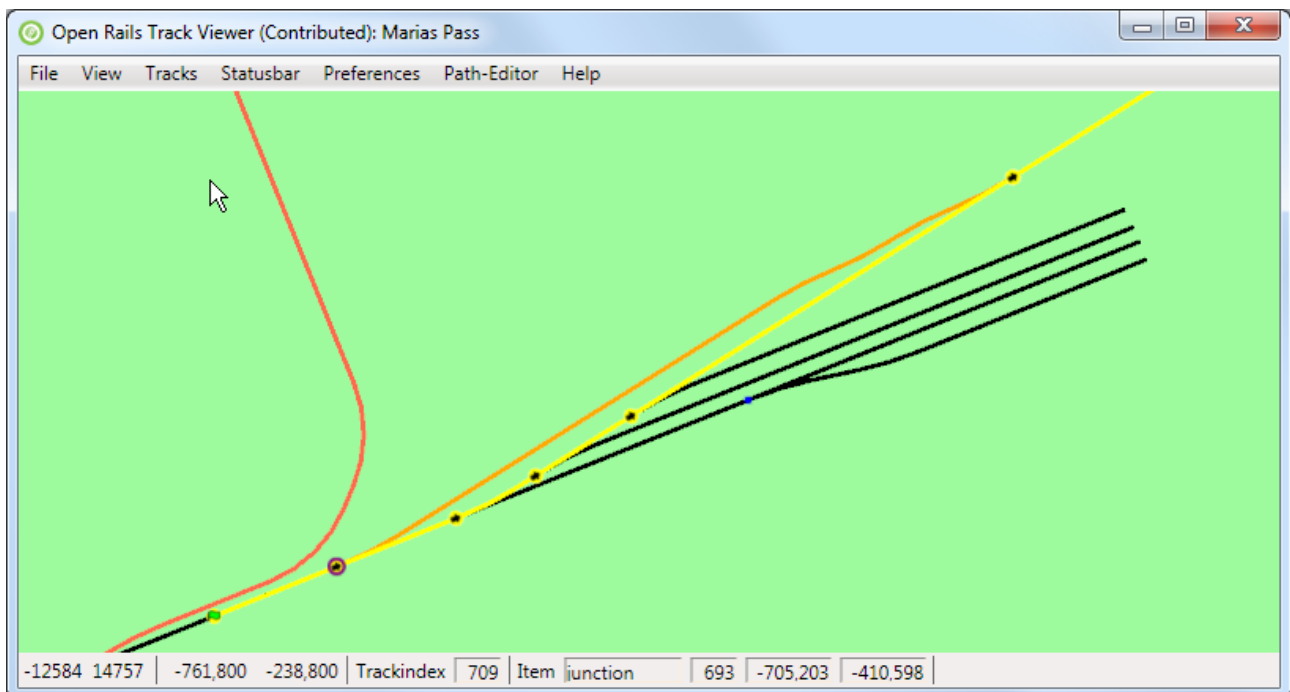 Open Rails Track Viewer (Contributed): Marias Pass
File View Tracks Statusbar Preferences Path-Editor Help
-12584 14757 -761,800 -238,800 Trackindex 709 Item junction 693 -705,203 -410,598